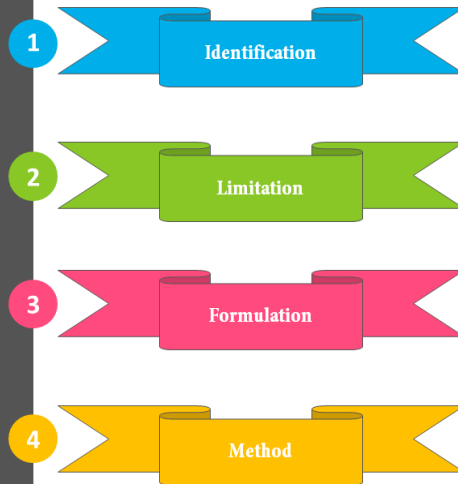 1
Identification
2
Limitation
3
Formulation
4
Method